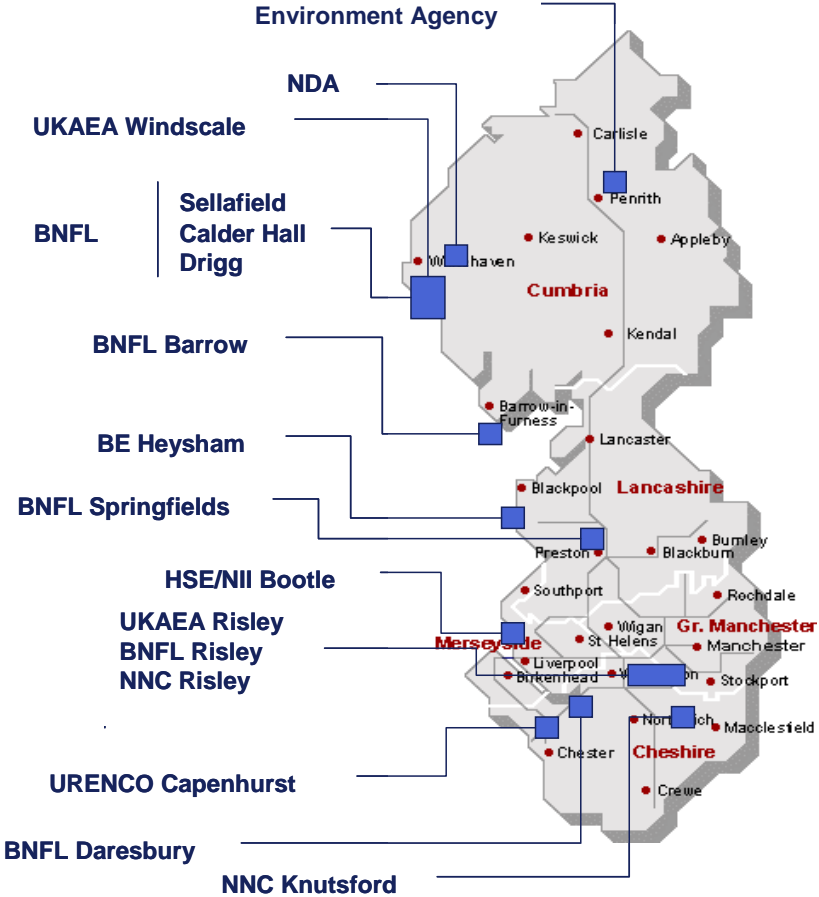 Environment Agency
NDA
UKAEA Windscale
BNFL
Sellafield
Calder Hall
Drigg
BNFL Barrow
BE Heysham
BNFL Springfields
HSE/NII Bootle
UKAEA Risley
BNFL Risley
NNC Risley
URENCO Capenhurst
BNFL Daresbury
NNC Knutsford
Carlisle
Penrith
Keswick
Appleby
haven
Cumbria
Kendal
Barrow-in-
Furness
Lancaster
Blackpool
Lancashire
Burnley
Preston
Blackburn
Southport
Rochdale
Wigan
Gr. Manchester
Merseyside
St Helens
Manchester
Liverpool
Birkenhead
Stockport
Macclesfield
Chester
Cheshire
Crewe